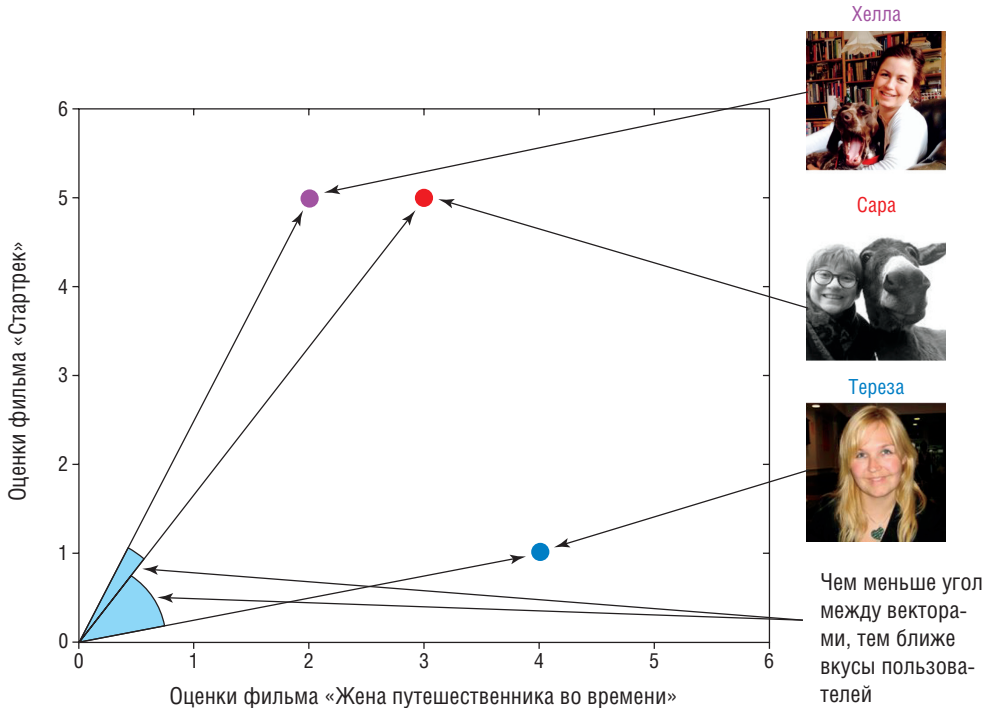 Хелла
Сара
Тереза
Чем меньше угол
между вектора-
ми, тем ближе
вкусы пользова-
телей
Оценки фильма «Стартрек»
6
5
4
3
2
1
0
0 1 2 3 4 5 6
Оценки фильма «Жена путешественника во времени»